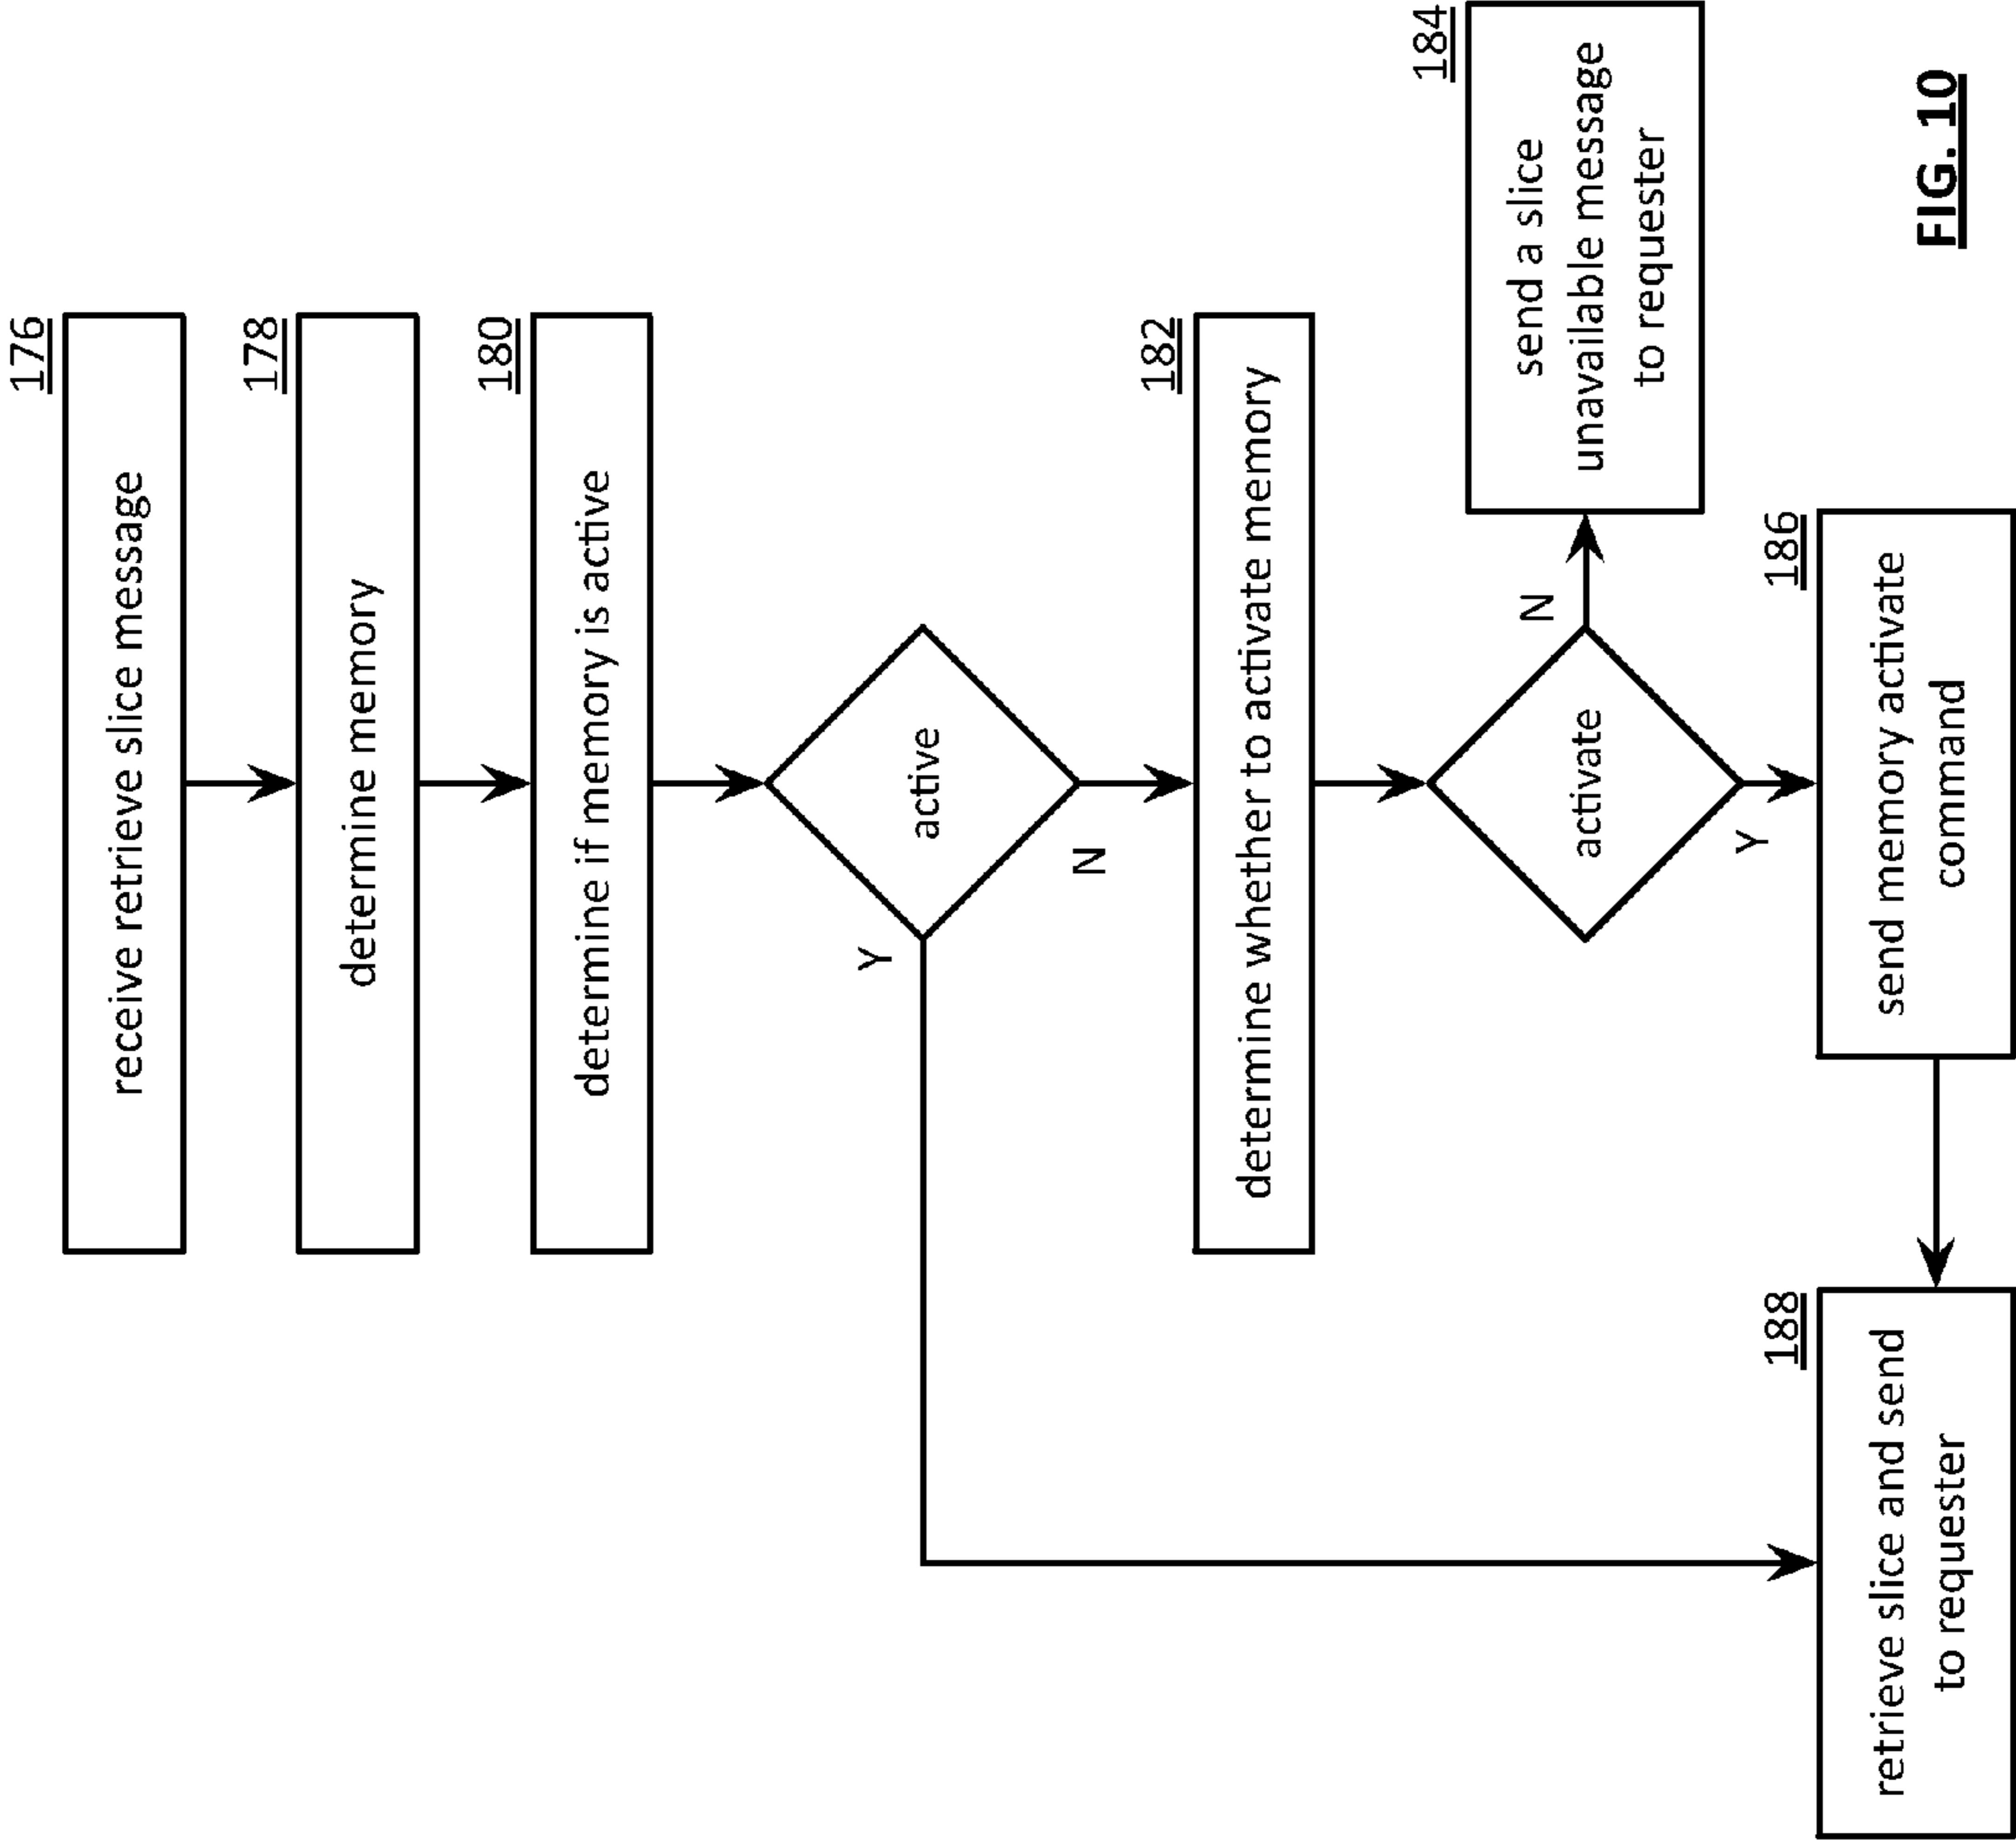 176
receive retrieve slice message
178
determine memory
180
determine if memory is active
active
Y
N
182
determine whether to activate memory
activate
N
Y
184
send a slice
unavailable message
to requester
186
send memory activate
command
188
retrieve slice and send
to requester
FIG. 10